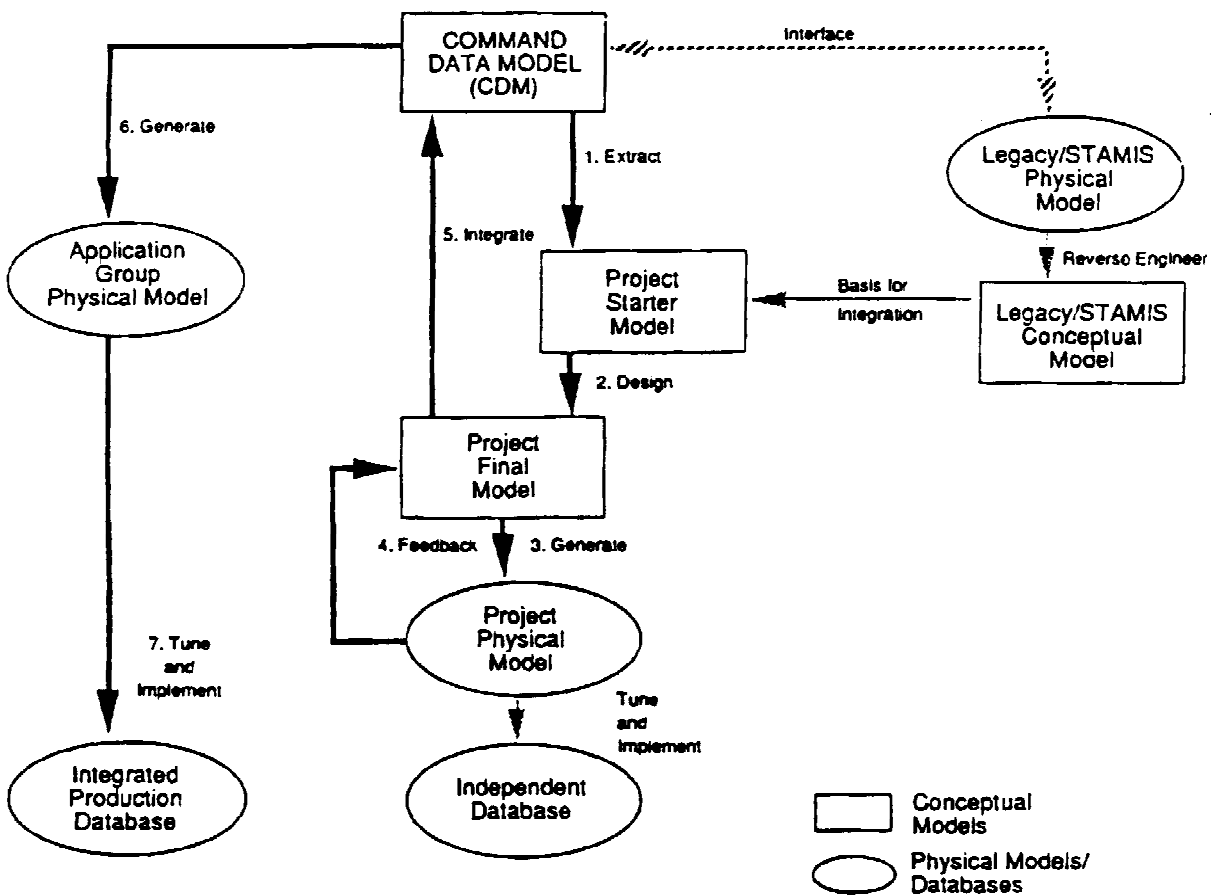 COMMAND
DATA MODEL
(CDM)
Interface
6. Generate
1. Extract
Legacy/STAMIS
Physical
Model
5. Integrate
Application
Group
Physical Model
Reverso Engineer
Project
Starter
Model
Basis for
Integration
Legacy/STAMIS
Conceptual
Model
2. Design
Project
Final
Model
4. Feedback
3. Generate
Project
Physical
Model
7. Tune
and
Implement
Tune
and
Implement
Integrated
Production
Database
Independent
Database
Conceptual
Models
Physical Models/
Databases